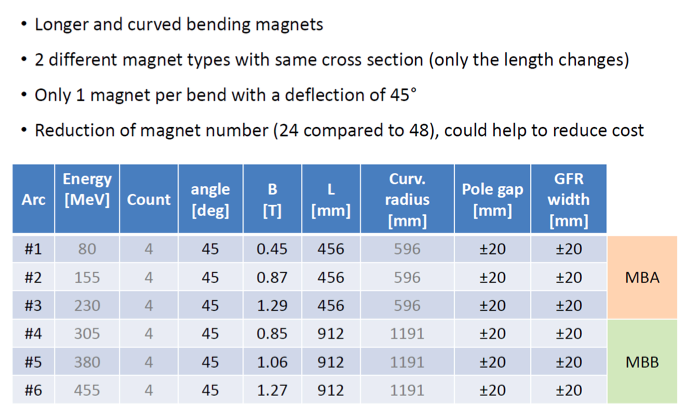 • Longer and curved bending magnets
• 2 different magnet types with same cross section (only the length changes)
• Only 1 magnet per bend with a deflection of 45°
• Reduction of magnet number (24 compared to 48), could help to reduce cost
Arc Energy [MeV] Count angle [deg] B [T] L [mm] Curv. radius [mm] Pole gap [mm] GFR width [mm]
#1 80 4 45 0.45 456 596 ±20 ±20
#2 155 4 45 0.87 456 596 ±20 ±20 MBA
#3 230 4 45 1.29 456 596 ±20 ±20
#4 305 4 45 0.85 912 1191 ±20 ±20
#5 380 4 45 1.06 912 1191 ±20 ±20 MBB
#6 455 4 45 1.27 912 1191 ±20 ±20